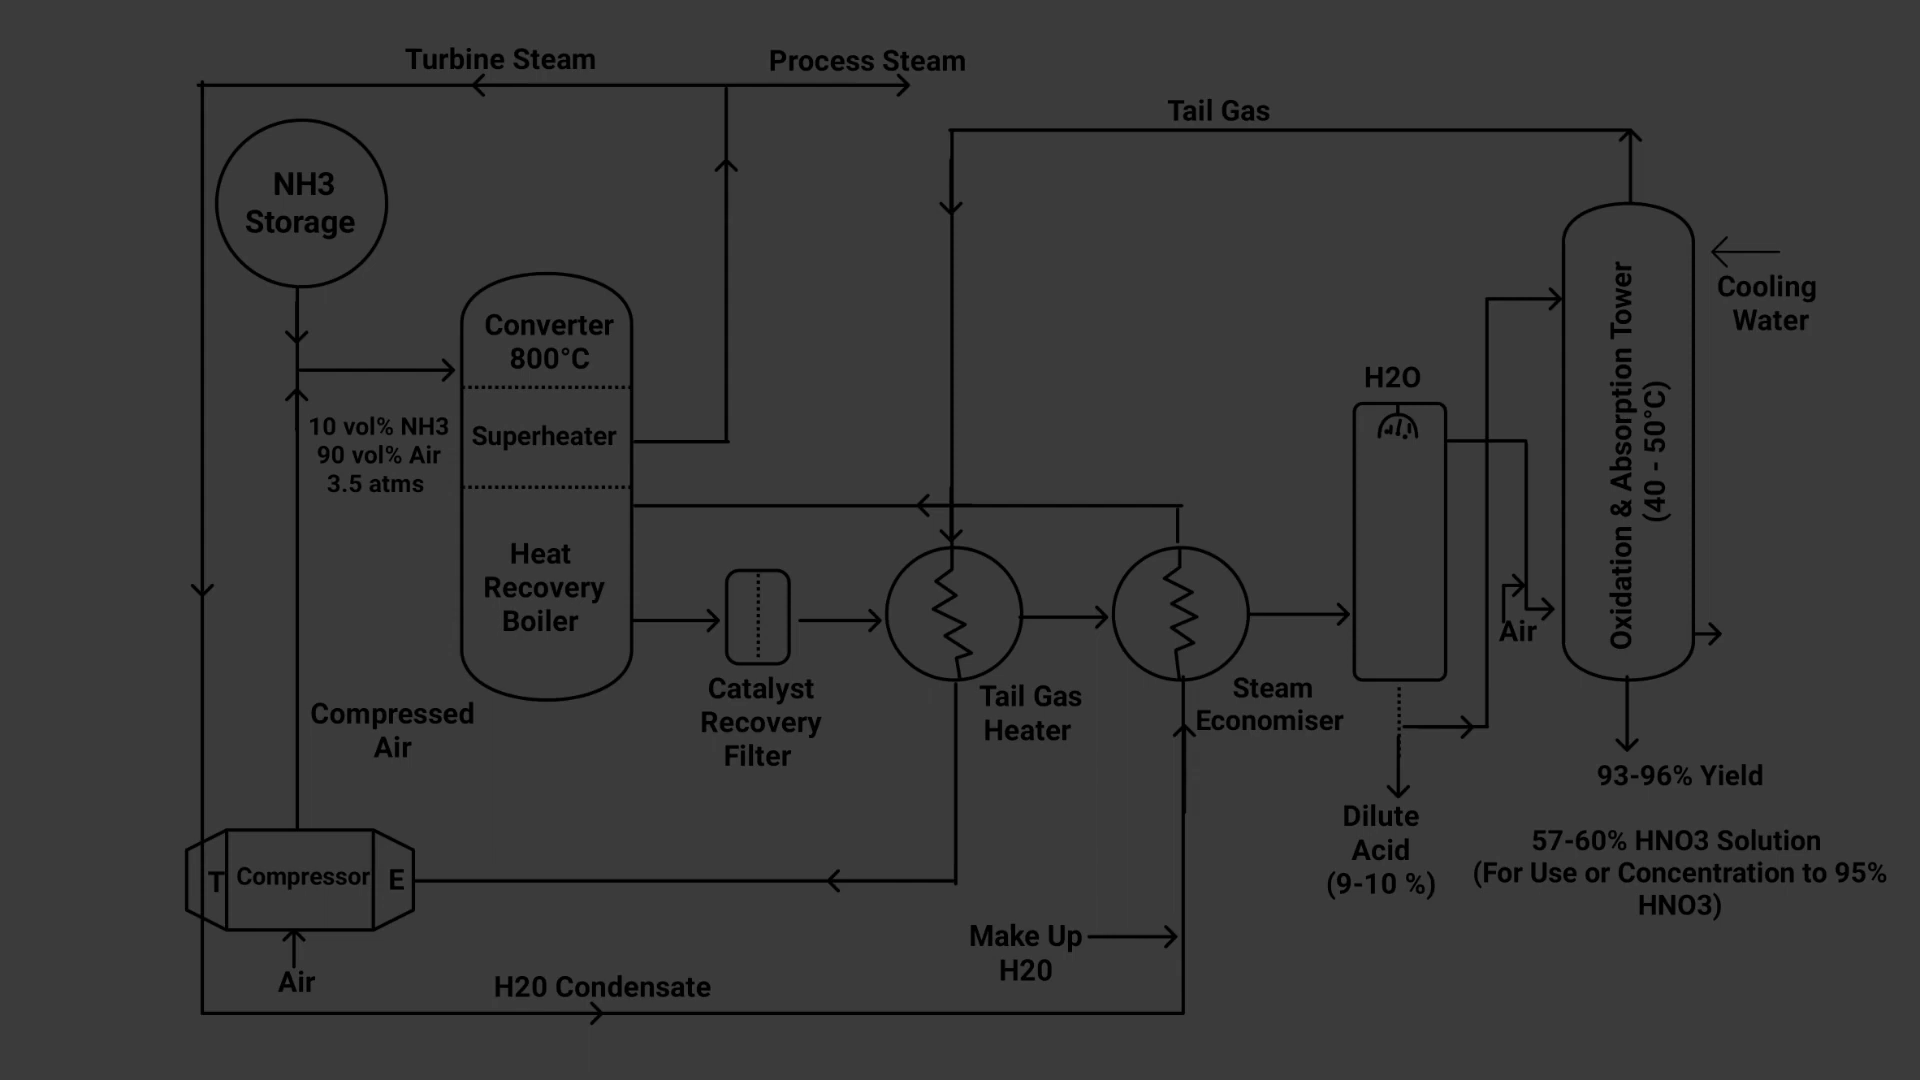 Turbine Steam
Process Steam
Tail Gas
NH3
Storage
Cooling
Water
Converter
800°C
H2O
Oxidation & Absorption Tower
(40 - 50°C)
10 vol% NH3
90 vol% Air
3.5 atms
Superheater
Heat
Recovery
Boiler
Air
Compressed
Air
Catalyst
Recovery
Filter
Tail Gas
Heater
Steam
Economiser
93-96% Yield
Dilute
Acid
(9-10 %)
57-60% HNO3 Solution
(For Use or Concentration to 95%
HNO3)
T
Compressor
E
Make Up
H20
Air
H20 Condensate